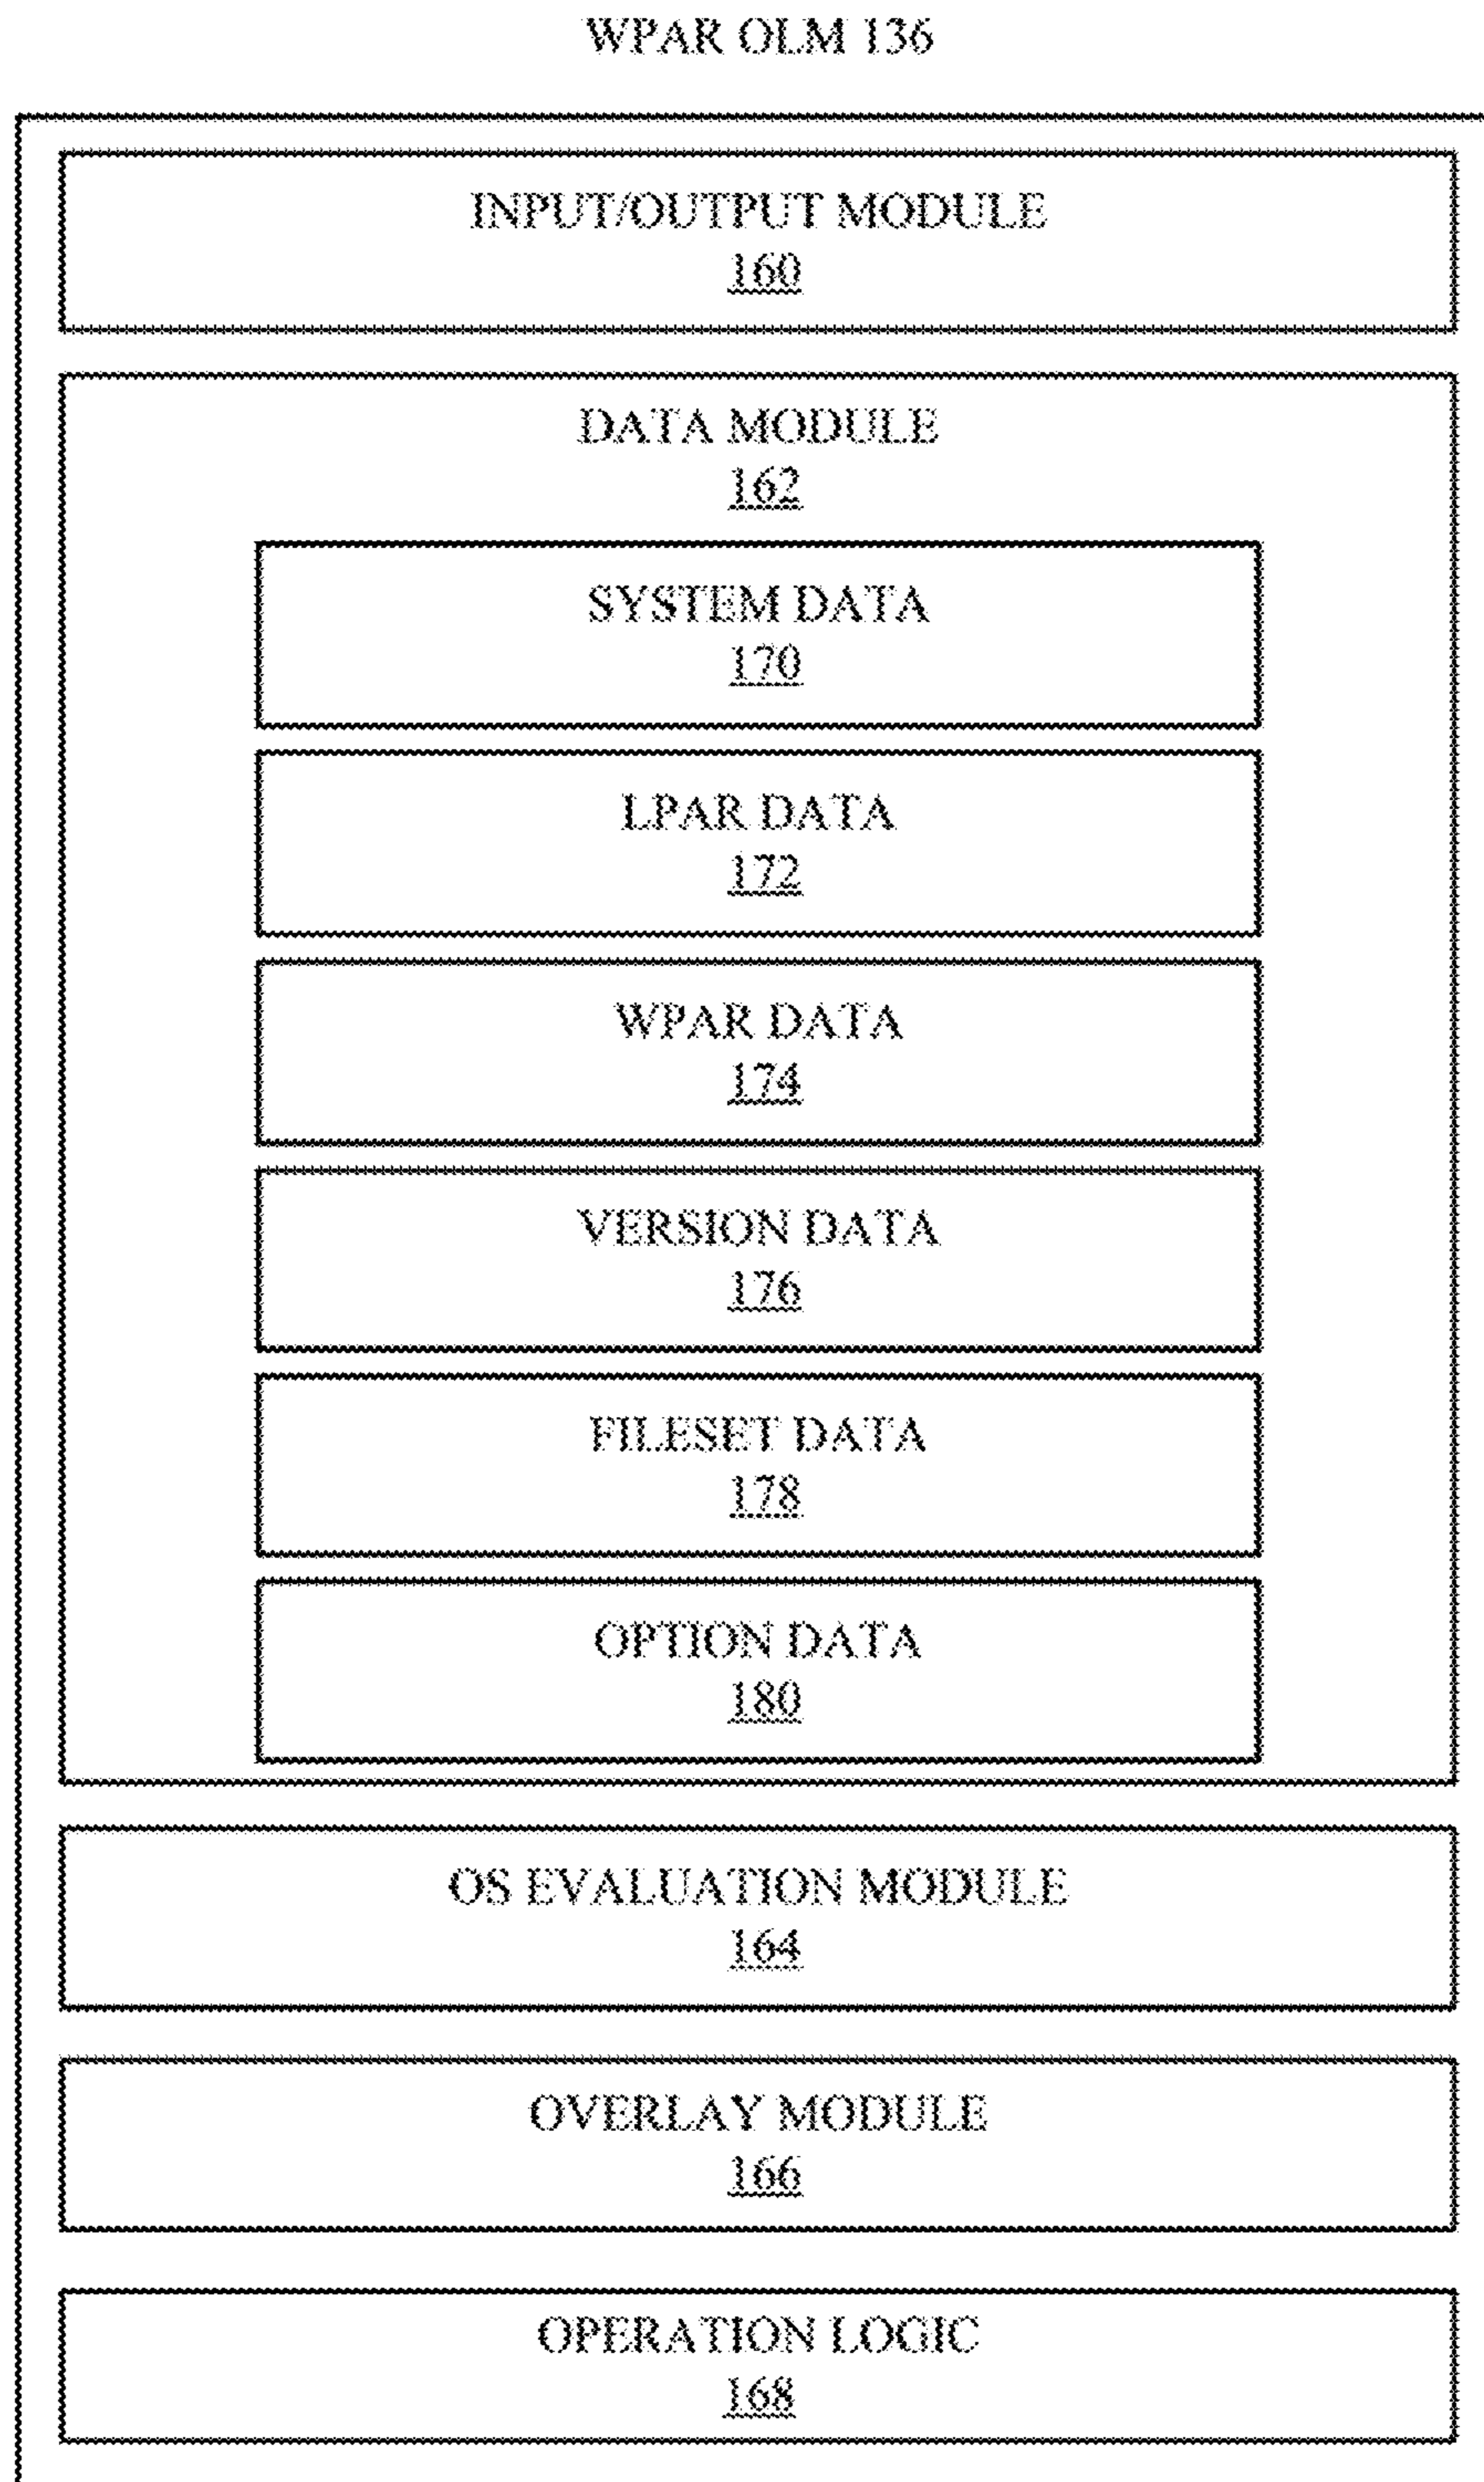 WPAR OLM 136
INPUT/OUTPUT MODULE
160
DATA MODULE
162
SYSTEM DATA
170
LPAR DATA
172
WPAR DATA
174
VERSION DATA
176
FILESET DATA
178
OPTION DATA
180
OS EVALUATION MODULE
164
OVERLAY MODULE
166
OPERATION LOGIC
168